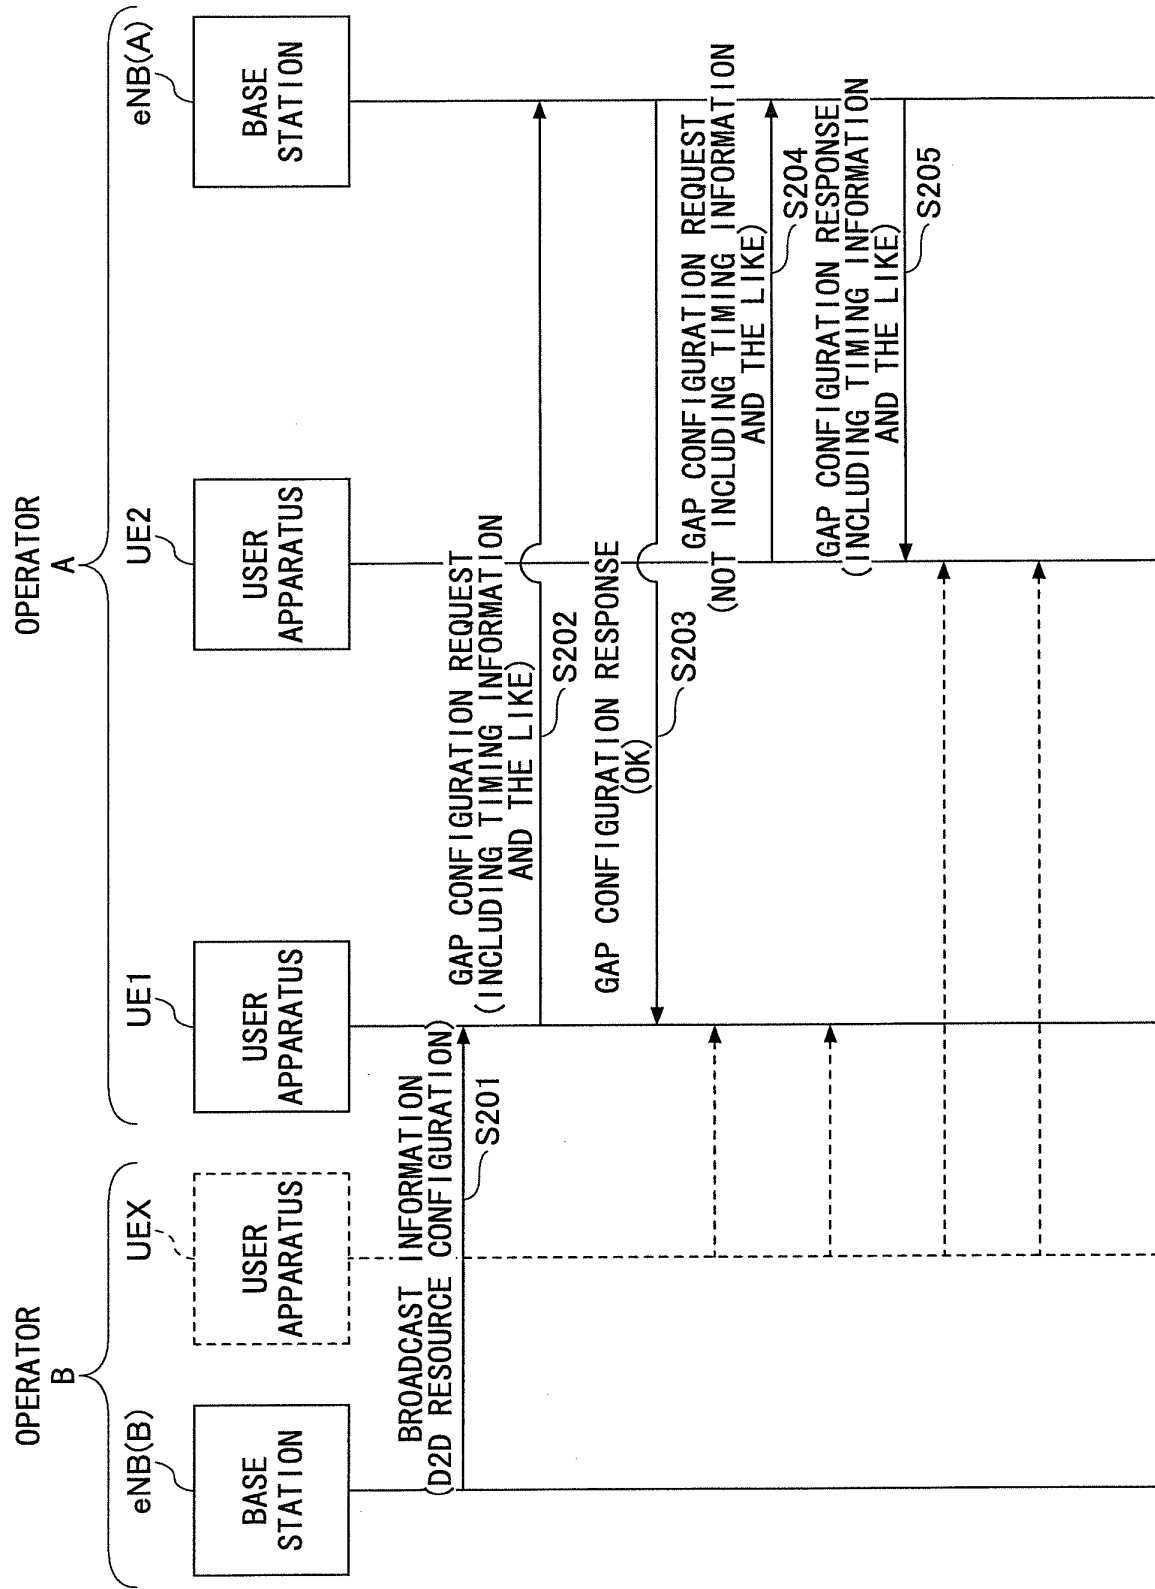 OPERATOR
B
OPERATOR
A
eNB(B)
UEX
UE1
UE2
eNB(A)
BASE
STATION
USER
APPARATUS
USER
APPARATUS
USER
APPARATUS
BASE
STATION
BROADCAST INFORMATION
(D2D RESOURCE CONFIGURATION)
S201
GAP CONFIGURATION REQUEST
(INCLUDING TIMING INFORMATION
AND THE LIKE)
S202
GAP CONFIGURATION RESPONSE
(OK)
S203
GAP CONFIGURATION REQUEST
(NOT INCLUDING TIMING INFORMATION
AND THE LIKE)
S204
GAP CONFIGURATION RESPONSE
(INCLUDING TIMING INFORMATION
AND THE LIKE)
S205